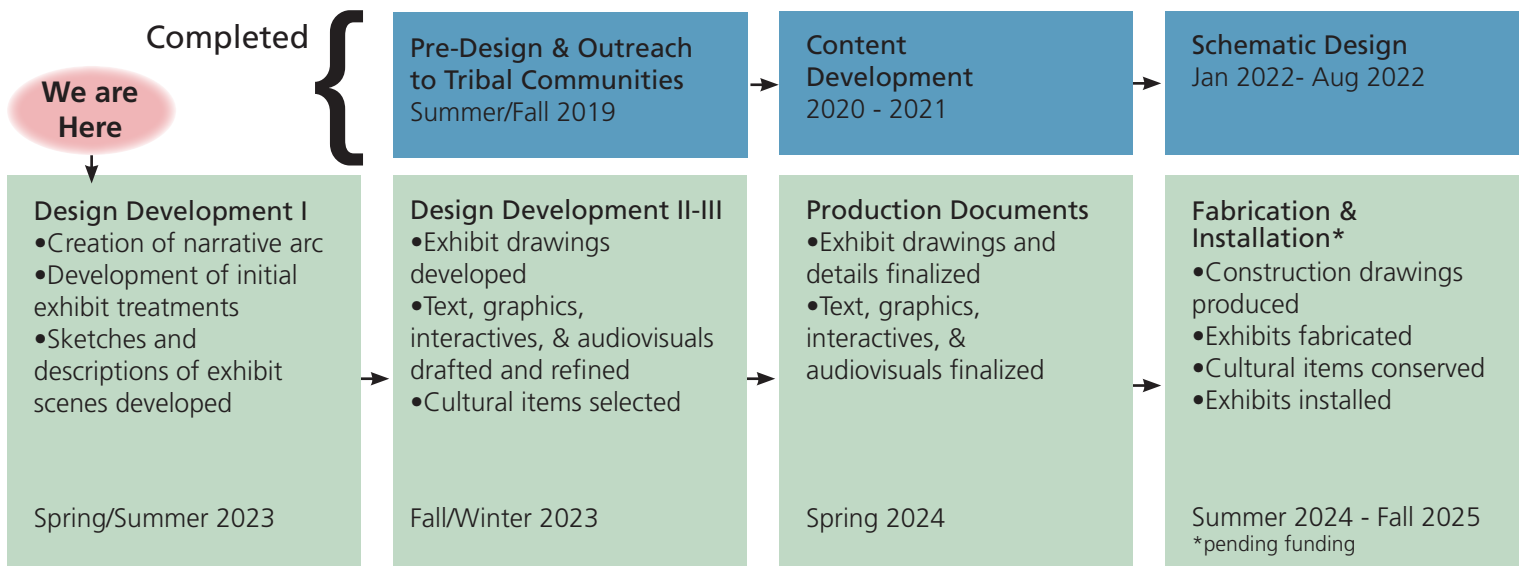 Completed
Pre-Design & Outreach
to Tribal Communities
Summer/Fall 2019
Content
Development
2020 - 2021
Schematic Design
Jan 2022- Aug 2022
We are
Here
Design Development I
•Creation of narrative arc
•Development of initial
exhibit treatments
•Sketches and
descriptions of exhibit
scenes developed
Spring/Summer 2023
Design Development II-III
•Exhibit drawings
developed
•Text, graphics,
interactives, & audiovisuals
drafted and refined
•Cultural items selected
Fall/Winter 2023
Production Documents
•Exhibit drawings and
details finalized
•Text, graphics,
interactives, &
audiovisuals finalized
Spring 2024
Fabrication &
Installation*
•Construction drawings
produced
•Exhibits fabricated
•Cultural items conserved
•Exhibits installed
Summer 2024 - Fall 2025
*pending funding